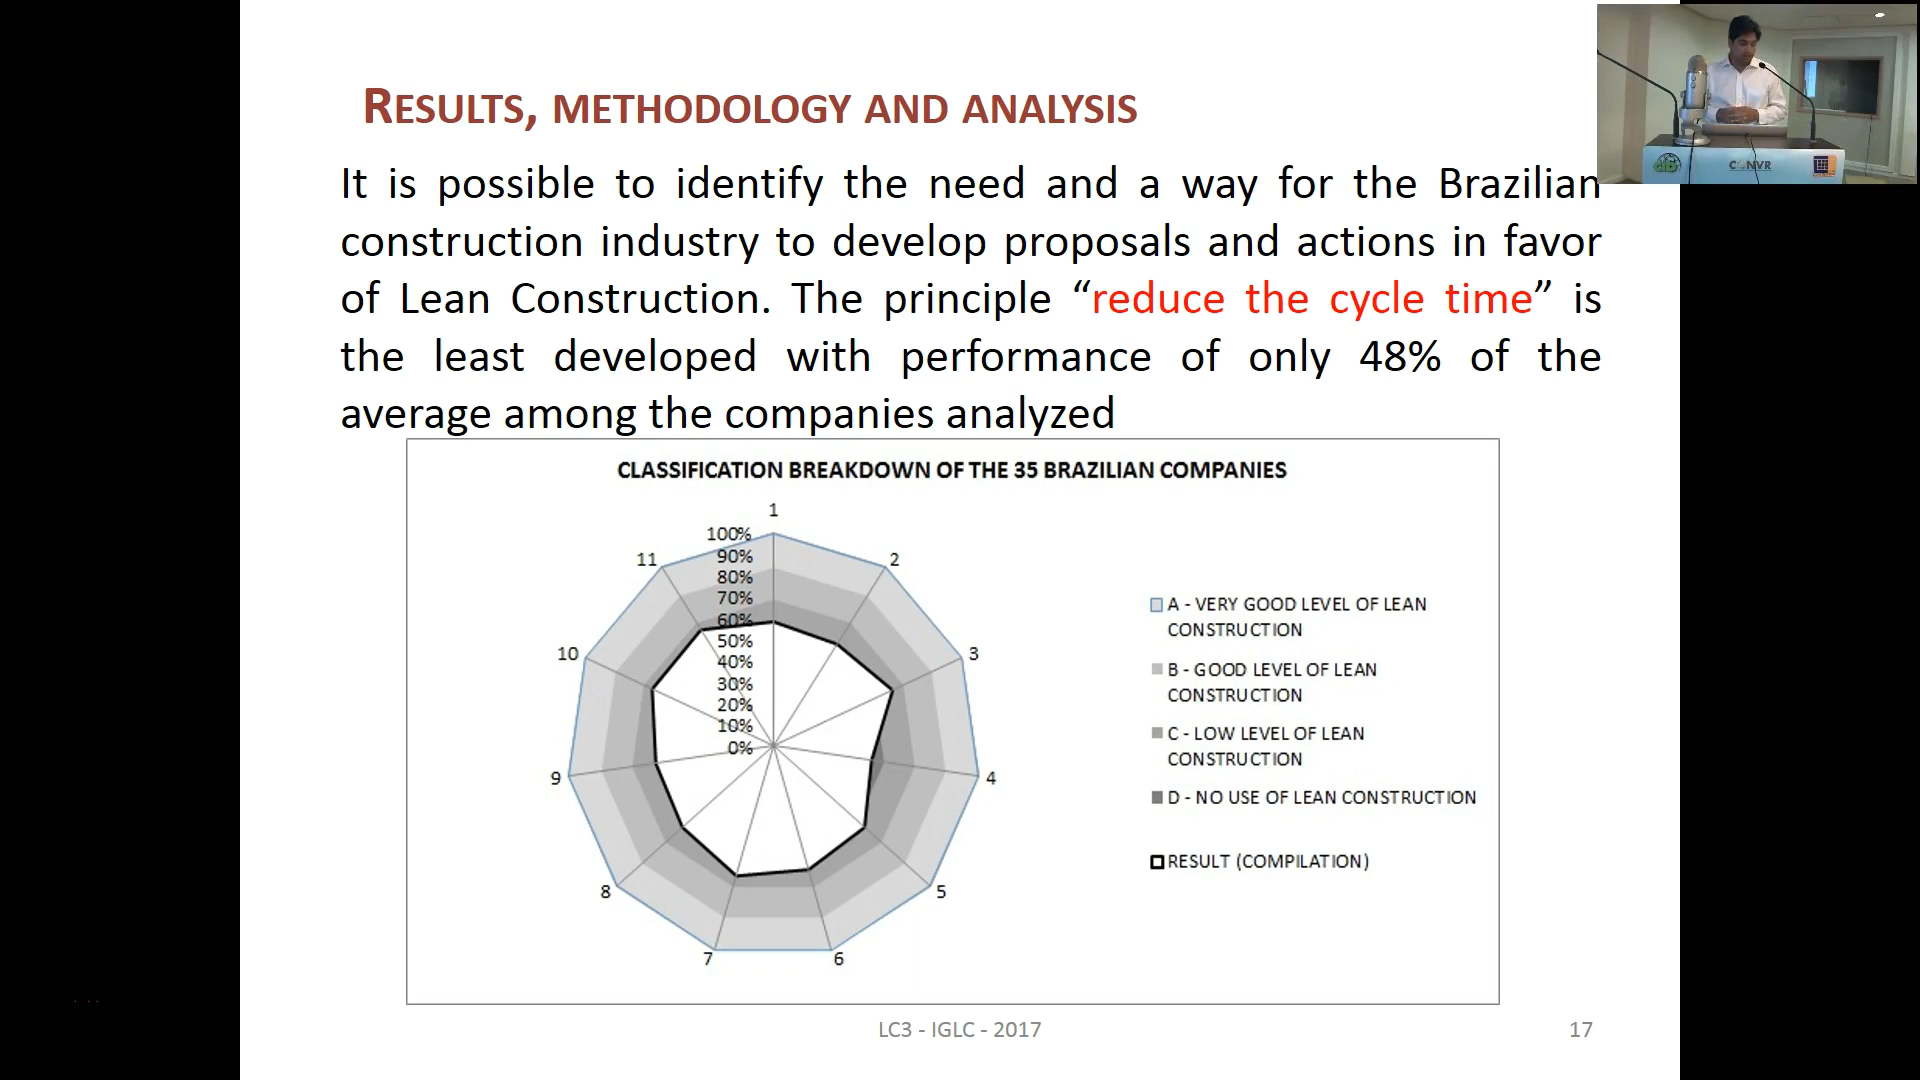 RESULTS, METHODOLOGY AND ANALYSIS
It is possible to identify the need and a way for the Brazilian
construction industry to develop proposals and actions in favor
of Lean Construction. The principle “reduce the cycle time” is
the least developed with performance of only 48% of the
average among the companies analyzed
CLASSIFICATION BREAKDOWN OF THE 35 BRAZILIAN COMPANIES
1
2
3
4
5
6
7
8
9
10
11
100%
90%
80%
70%
60%
50%
40%
30%
20%
10%
0%
A - VERY GOOD LEVEL OF LEAN
CONSTRUCTION
B - GOOD LEVEL OF LEAN
CONSTRUCTION
C - LOW LEVEL OF LEAN
CONSTRUCTION
D - NO USE OF LEAN CONSTRUCTION
RESULT (COMPILATION)
LC3 - IGLC - 2017
17
CONVR